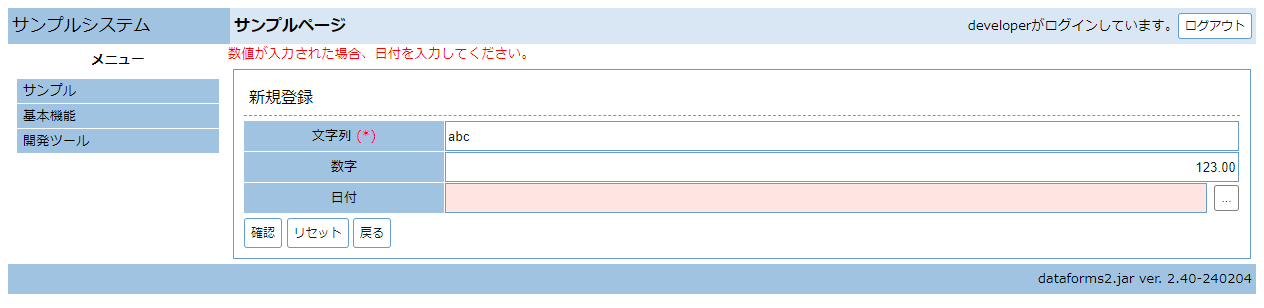 サンプルシステム サンプルページ developerがログインしています。 ログアウト
メニュー 数値が入力された場合、日付を入力してください。
サンプル
基本機能
開発ツール
新規登録
文字列 (*) abc
数字 123.00
日付 ...
確認 リセット 戻る
dataforms2.jar ver. 2.40-240204